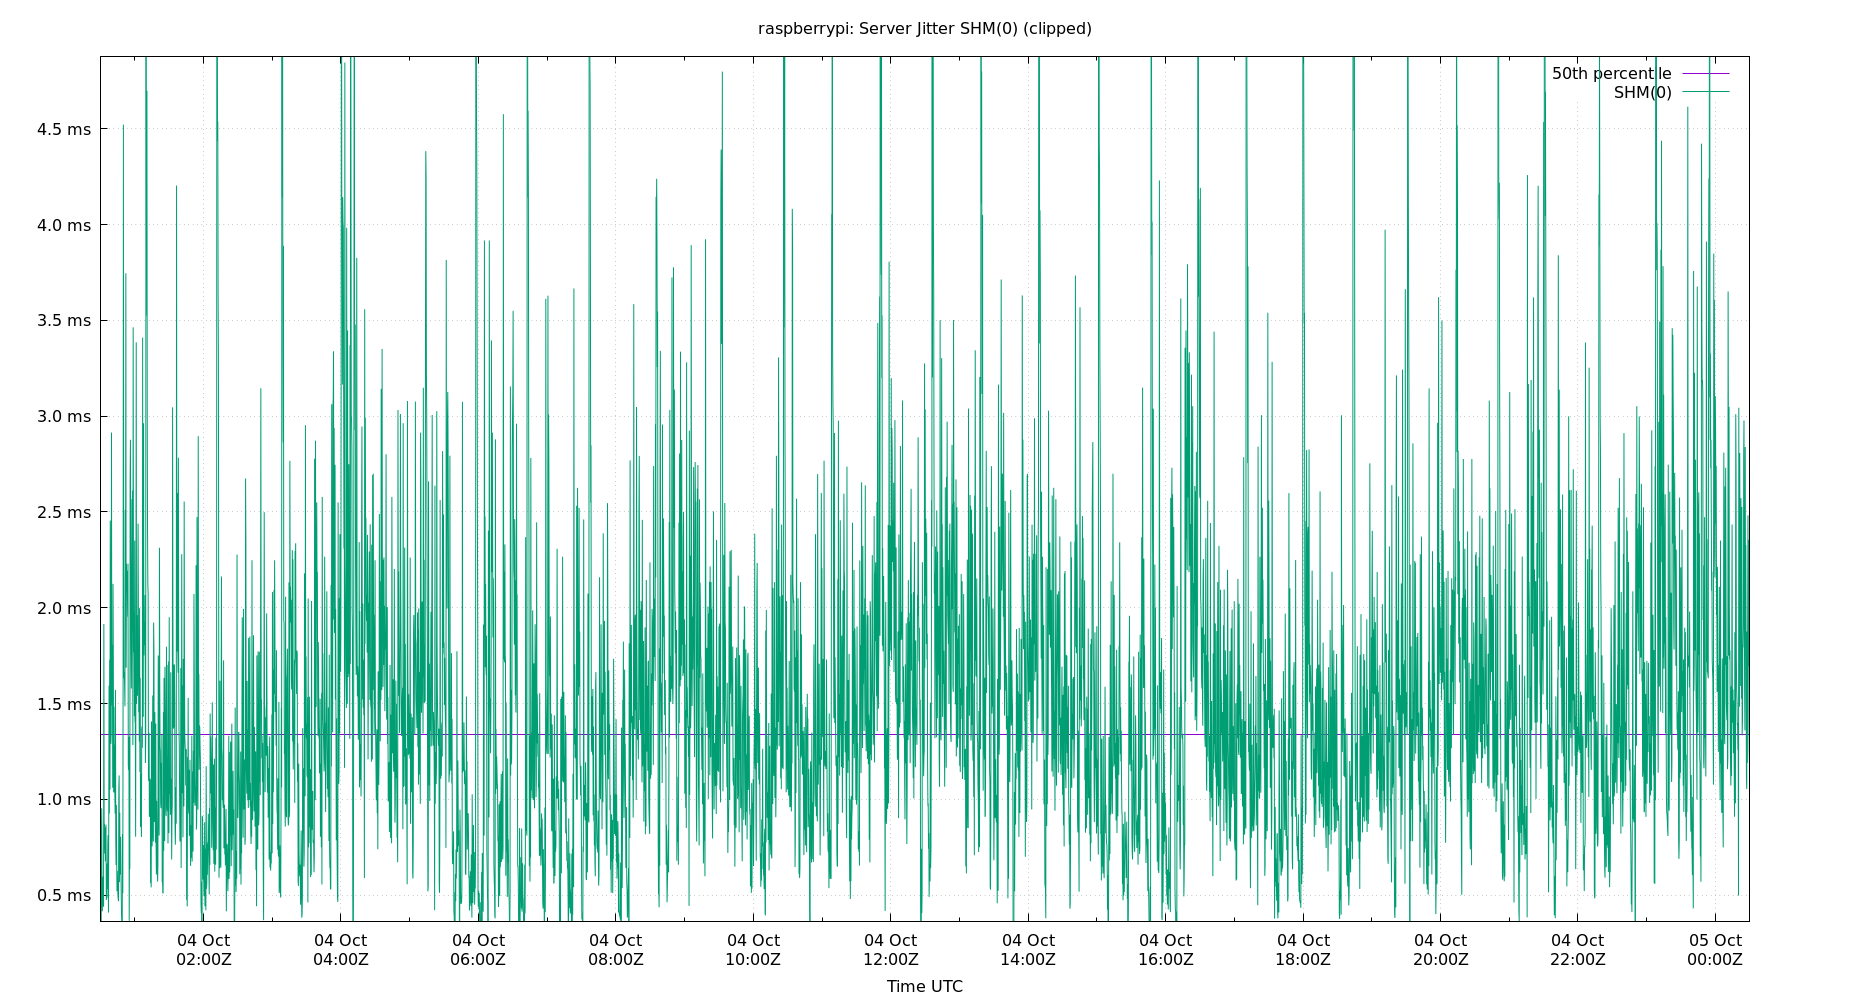 raspberrypi: Server Jitter SHM(0) (clipped)
50th percentile
SHM(0)
4.5 ms
4.0 ms
3.5 ms
3.0 ms
2.5 ms
2.0 ms
1.5 ms
1.0 ms
0.5 ms
04 Oct 04 Oct 04 Oct 04 Oct 04 Oct 04 Oct 04 Oct 04 Oct 04 Oct 04 Oct 04 Oct 05 Oct
02:00Z 04:00Z 06:00Z 08:00Z 10:00Z 12:00Z 14:00Z 16:00Z 18:00Z 20:00Z 22:00Z 00:00Z
Time UTC